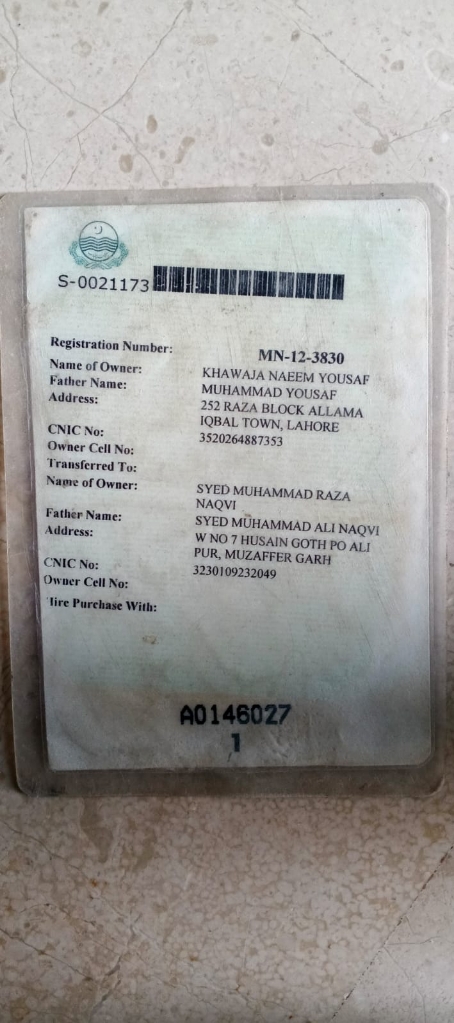 S-0021173
Registration Number: MN-12-3830
Name of Owner: KHAWAJA NAEEM YOUSAF
Father Name: MUHAMMAD YOUSAF
Address: 252 RAZA BLOCK ALLAMA
IQBAL TOWN, LAHORE
CNIC No: 3520264887353
Owner Cell No:
Transferred To:
Name of Owner: SYED MUHAMMAD RAZA
NAQVI
Father Name: SYED MUHAMMAD ALI NAQVI
Address: W NO 7 HUSAIN GOTH PO ALI
PUR, MUZAFFER GARH
CNIC No: 3230109232049
Owner Cell No:
Hire Purchase With:
A0146027
1